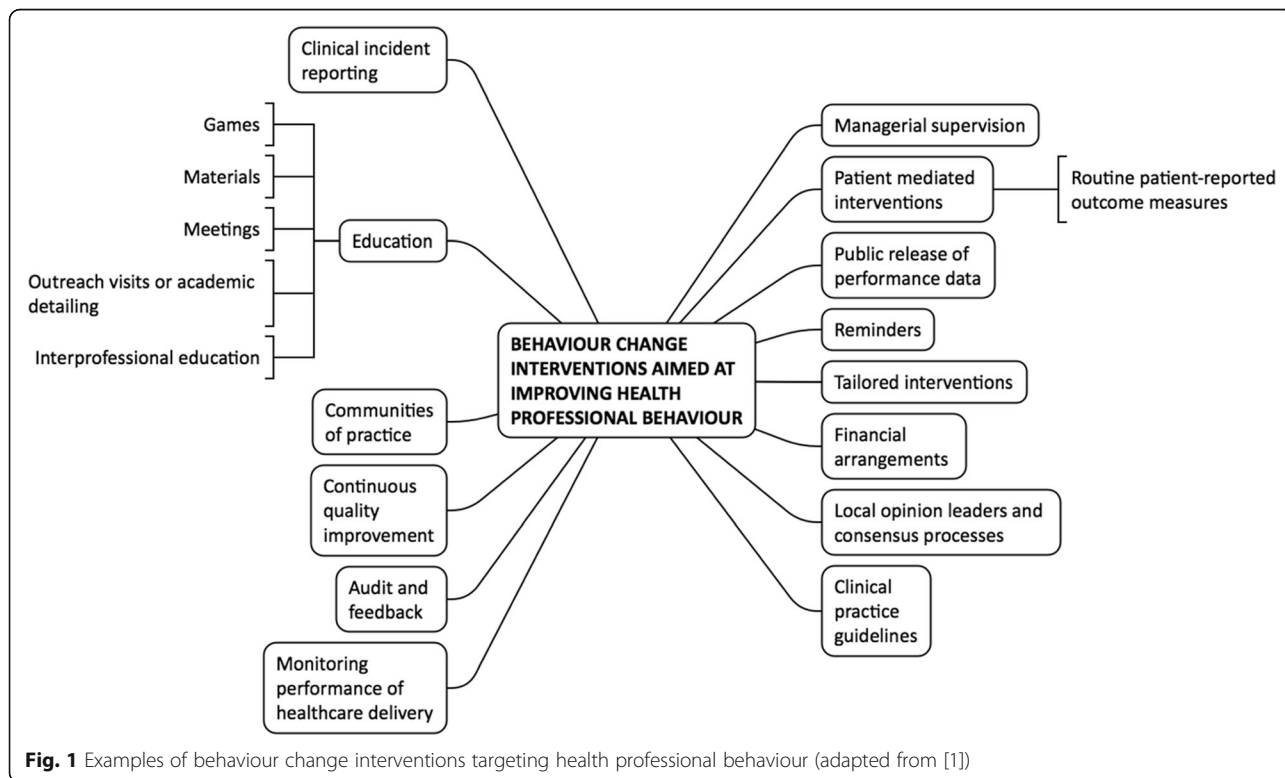 Clinical incident
reporting
Games
Materials
Meetings
Outreach visits or academic
detailing
Interprofessional education
Education
Communities
of practice
Continuous
quality
improvement
Audit and
feedback
Monitoring
performance of
healthcare delivery
BEHAVIOUR CHANGE
INTERVENTIONS AIMED AT
IMPROVING HEALTH
PROFESSIONAL BEHAVIOUR
Managerial supervision
Patient mediated
interventions
Routine patient-reported
outcome measures
Public release of
performance data
Reminders
Tailored interventions
Financial
arrangements
Local opinion leaders and
consensus processes
Clinical
practice
guidelines
Fig. 1 Examples of behaviour change interventions targeting health professional behaviour (adapted from [1])